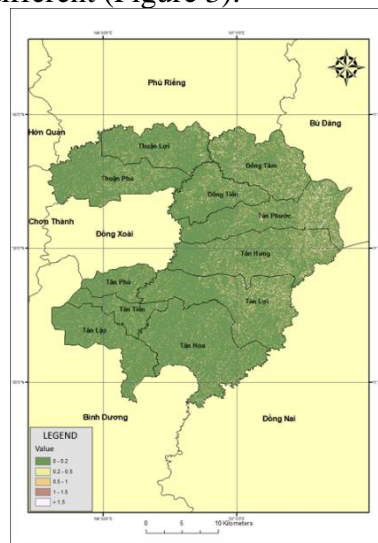 different (Figure 3).
Phú Riềng
Bù Đăng
Hớn Quản
Thuận Lợi
Đồng Tâm
Thuận Phú
Đồng Tiến
Tân Phước
Chơn Thành
Đồng Xoài
Tân Hưng
Tân Phú
Tân Lợi
Tân Tiến
Tân Lập
Tân Hòa
Bình Dương
Đồng Nai
LEGEND
Value
0 - 0.2
0.2 - 0.5
0.5 - 1
1 - 1.5
> 1.5
0 5 10 Kilometers